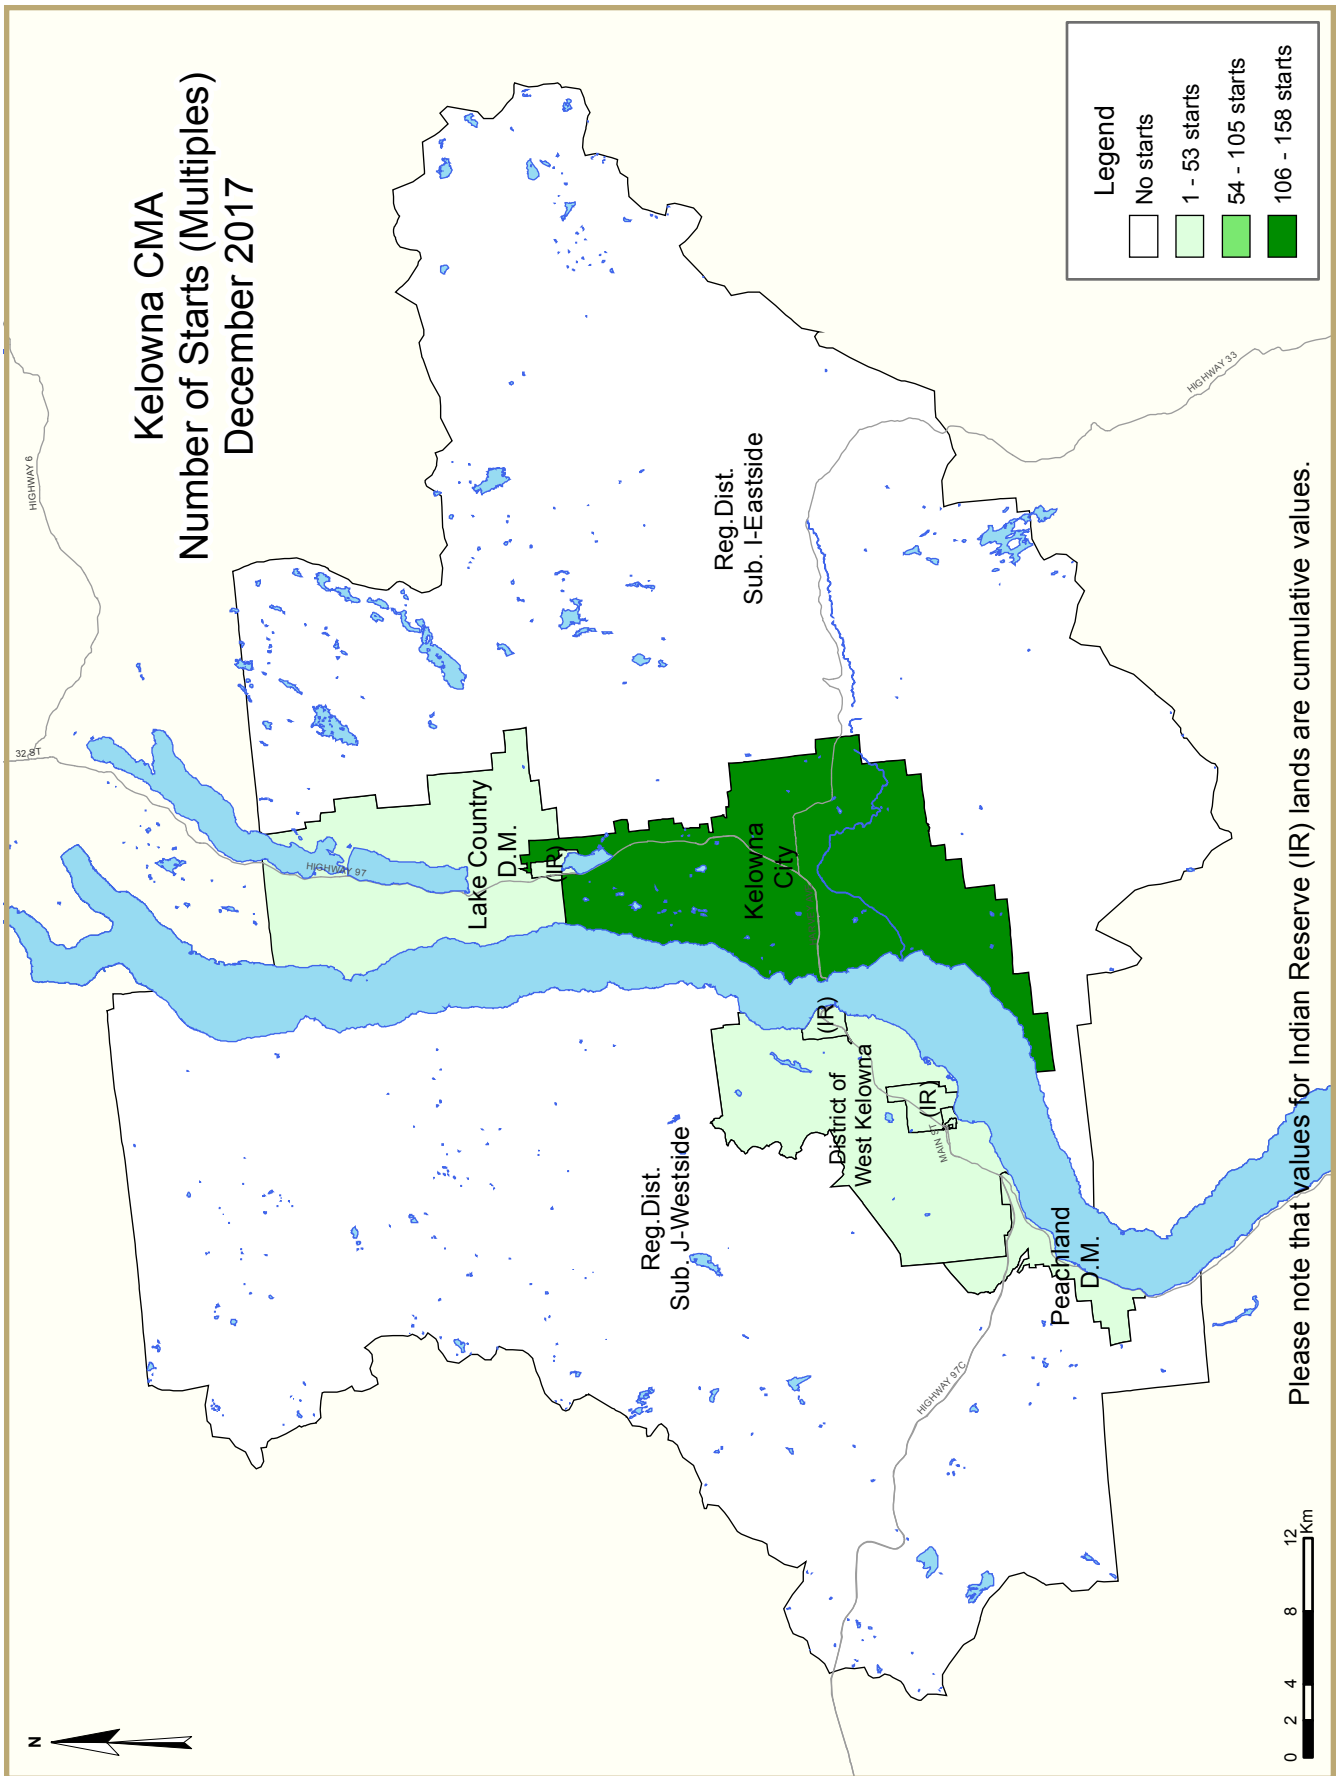 Kelowna CMA
Number of Starts (Multiples)
December 2017
N
HIGHWAY 6
32 ST
HIGHWAY 97
Lake Country
D.M.
(IR)
Kelowna
City
Reg.Dist.
Sub. I-Eastside
HIGHWAY 33
Reg.Dist.
Sub. J-Westside
(IR)
District of
West Kelowna
(IR)
MAIN ST
Peachland
D.M.
HIGHWAY 97C
Legend
No starts
1 - 53 starts
54 - 105 starts
106 - 158 starts
0 2 4 8 12
Km
Please note that values for Indian Reserve (IR) lands are cumulative values.